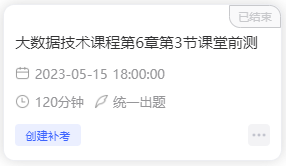 已结束
大数据技术课程第6章第3节课堂前测
2023-05-15 18:00:00
120分钟 统一出题
创建补考